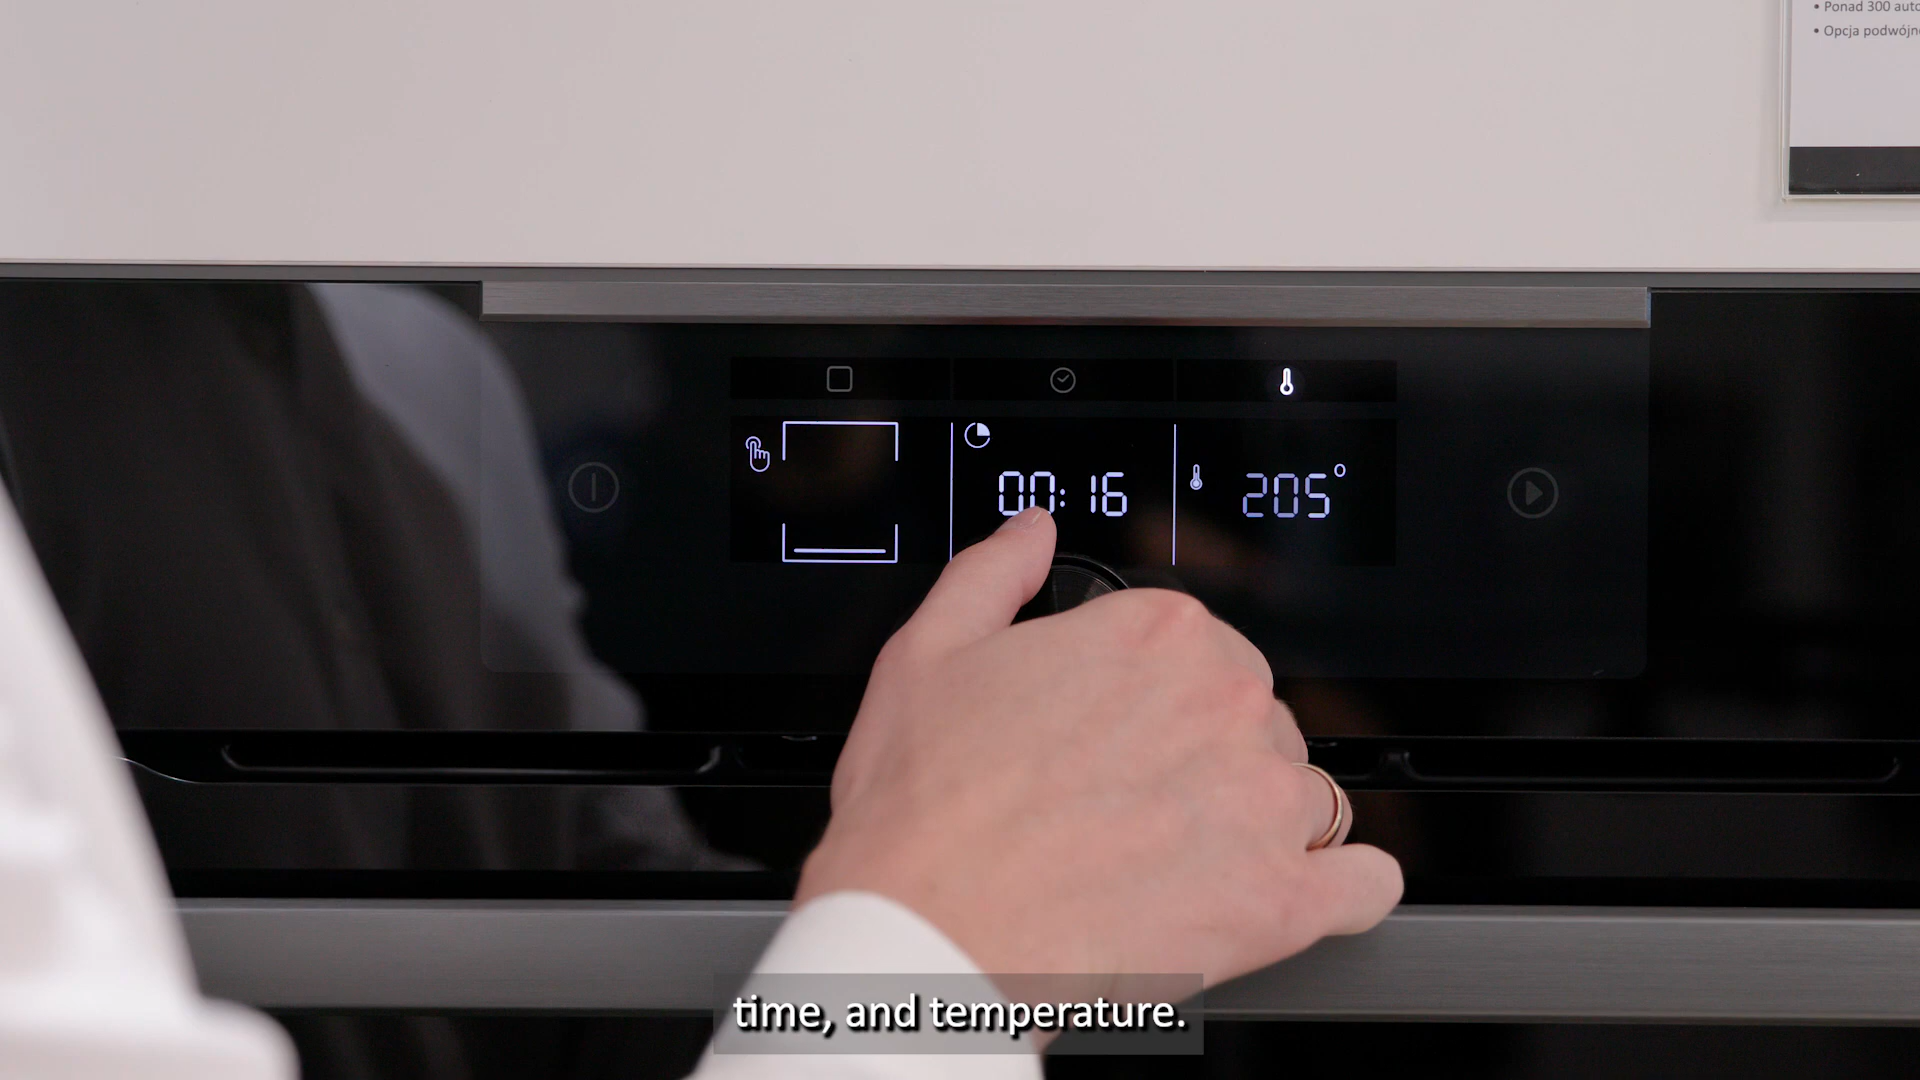 • Ponad 300 auto
• Opcja podwójn
00:16
205°
time, and temperature.